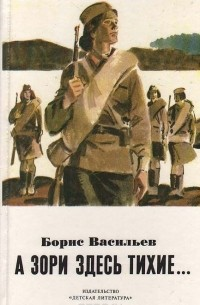 Борис Васильев
А ЗОРИ ЗДЕСЬ ТИХИЕ...
ИЗДАТЕЛЬСТВО
«ДЕТСКАЯ ЛИТЕРАТУРА»